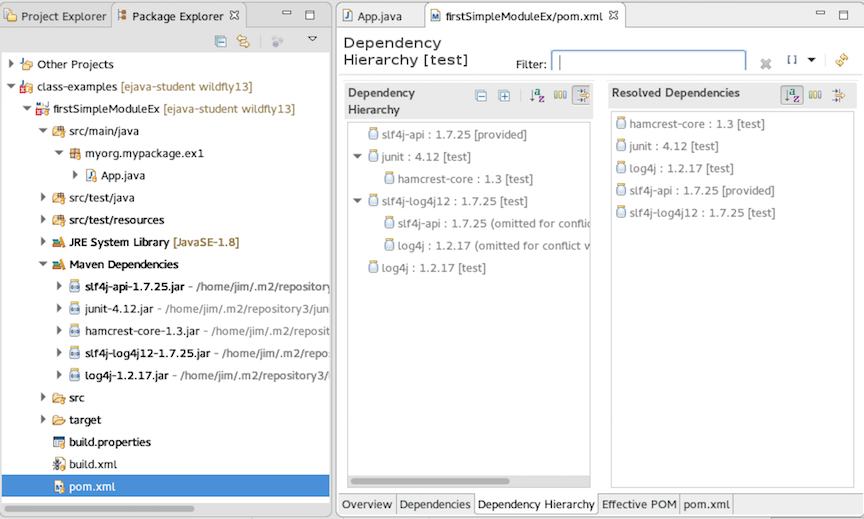 Project Explorer
Package Explorer
Other Projects
class-examples [ejava-student wildfly13]
firstSimpleModuleEx [ejava-student wildfly13]
src/main/java
myorg.mypackage.ex1
App.java
src/test/java
src/test/resources
JRE System Library [JavaSE-1.8]
Maven Dependencies
slf4j-api-1.7.25.jar - /home/jim/.m2/repository
junit-4.12.jar - /home/jim/.m2/repository3/jun
hamcrest-core-1.3.jar - /home/jim/.m2/reposi
slf4j-log4j12-1.7.25.jar - /home/jim/.m2/repo
log4j-1.2.17.jar - /home/jim/.m2/repository3/
src
target
build.properties
build.xml
pom.xml
App.java
firstSimpleModuleEx/pom.xml
Dependency
Hierarchy [test]
Filter:
Dependency
Hierarchy
slf4j-api : 1.7.25 [provided]
junit : 4.12 [test]
hamcrest-core : 1.3 [test]
slf4j-log4j12 : 1.7.25 [test]
slf4j-api : 1.7.25 (omitted for conflic
log4j : 1.2.17 (omitted for conflict w
log4j : 1.2.17 [test]
Resolved Dependencies
hamcrest-core : 1.3 [test]
junit : 4.12 [test]
log4j : 1.2.17 [test]
slf4j-api : 1.7.25 [provided]
slf4j-log4j12 : 1.7.25 [test]
Overview
Dependencies
Dependency Hierarchy
Effective POM
pom.xml